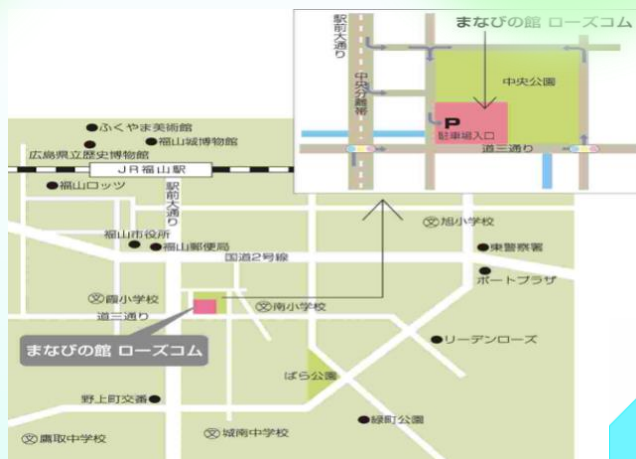 まなびの館 ローズコム
駅前大通り
中央分離帯
中央公園
P
駐車場入口
道三通り
ふくやま美術館
福山城博物館
広島県立歴史博物館
JR福山駅
福山ロッツ
駅前大通り
文旭小学校
福山市役所
福山郵便局
東警察署
国道2号線
ポートプラザ
文霞小学校
文南小学校
道三通り
リーデンローズ
まなびの館 ローズコム
ばら公園
野上町交番
緑町公園
文城南中学校
文鷹取中学校